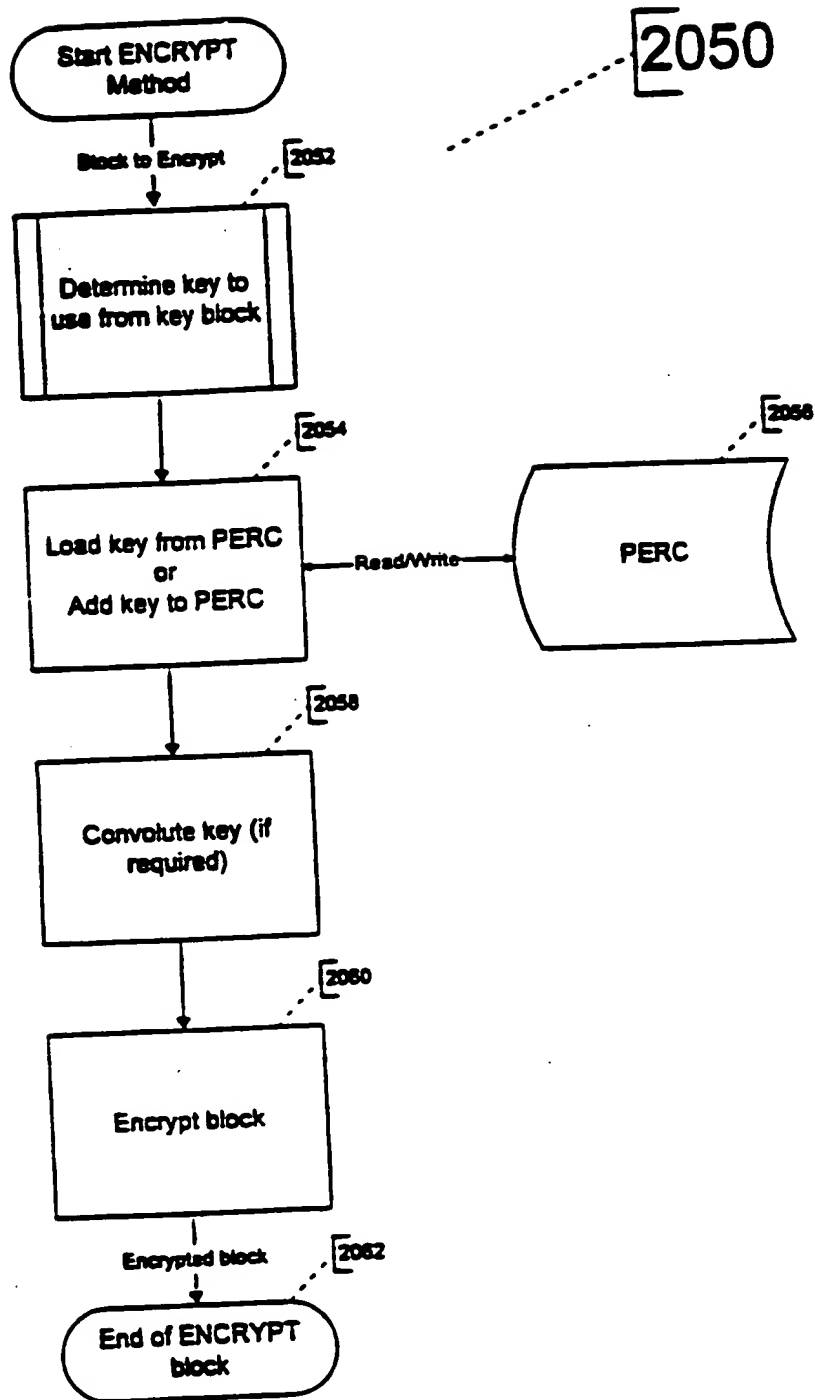 Start ENCRYPT
Method
2050
Block to Encrypt
2052
Determine key to
use from key block
2054
2056
Load key from PERC
or
Add key to PERC
Read/Write
PERC
2058
Convolute key (if
required)
2060
Encrypt block
Encrypted block
2062
End of ENCRYPT
block